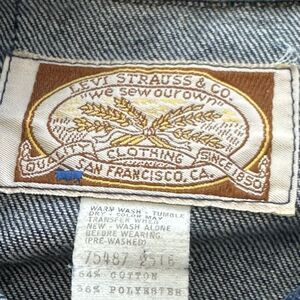 LEVI STRAUSS & CO.
"we sew our own"
QUALITY CLOTHING SINCE 1850
SAN FRANCISCO, CA.
WARM WASH - TUMBLE
DRY - COLOR MAY
TRANSFER WHEN
NEW - WASH ALONE
BEFORE WEARING.
(PRE-WASHED)
75487
64% COTTON
36% POLYESTER